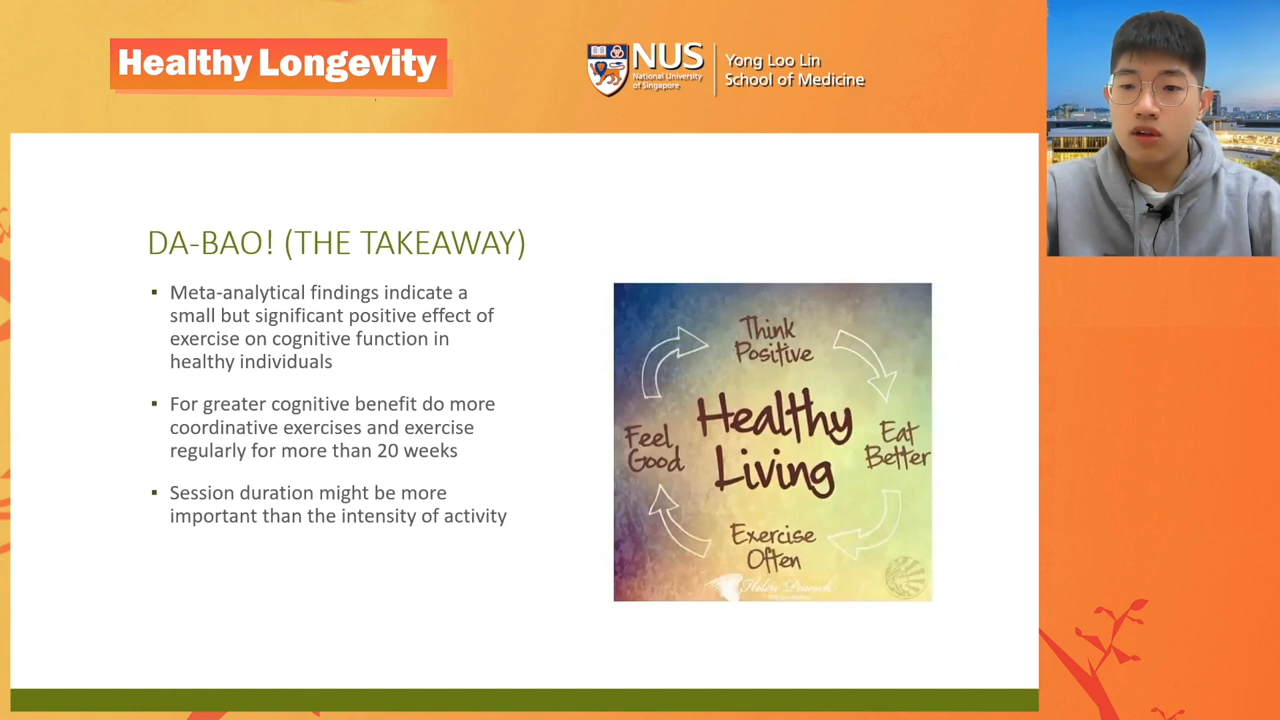 Healthy Longevity
NUS
National University
of Singapore
Yong Loo Lin
School of Medicine
DA-BAO! (THE TAKEAWAY)
▪ Meta-analytical findings indicate a
small but significant positive effect of
exercise on cognitive function in
healthy individuals
▪ For greater cognitive benefit do more
coordinative exercises and exercise
regularly for more than 20 weeks
▪ Session duration might be more
important than the intensity of activity
Think
Positive
Healthy
Living
Feel
Good
Eat
Better
Exercise
Often